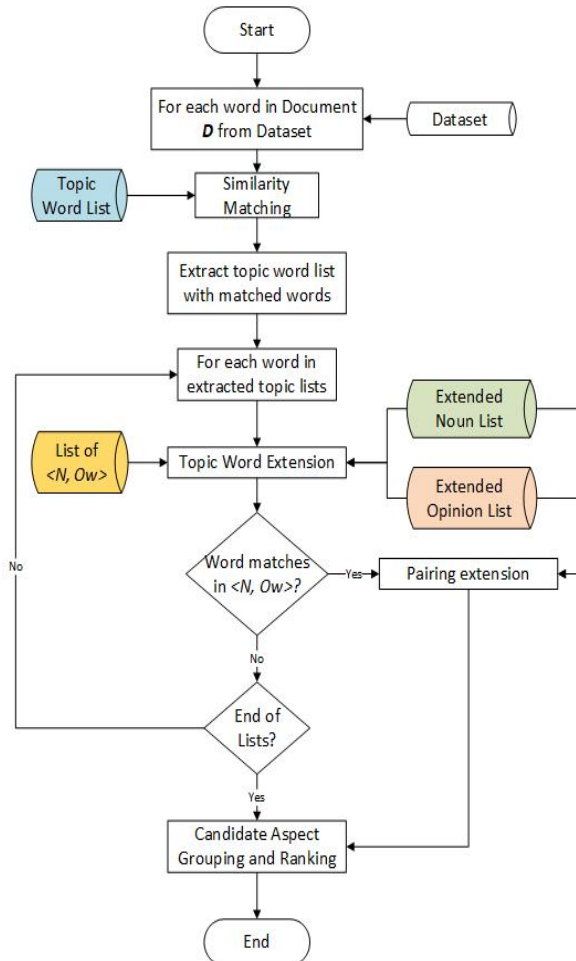 Start
For each word in Document
D from Dataset
Dataset
Topic
Word List
Similarity
Matching
Extract topic word list
with matched words
For each word in
extracted topic lists
Extended
Noun List
List of
<N, Ow>
Topic Word Extension
Extended
Opinion List
No
Word matches
in <N, Ow>?
Yes
Pairing extension
No
End of
Lists?
Yes
Candidate Aspect
Grouping and Ranking
End